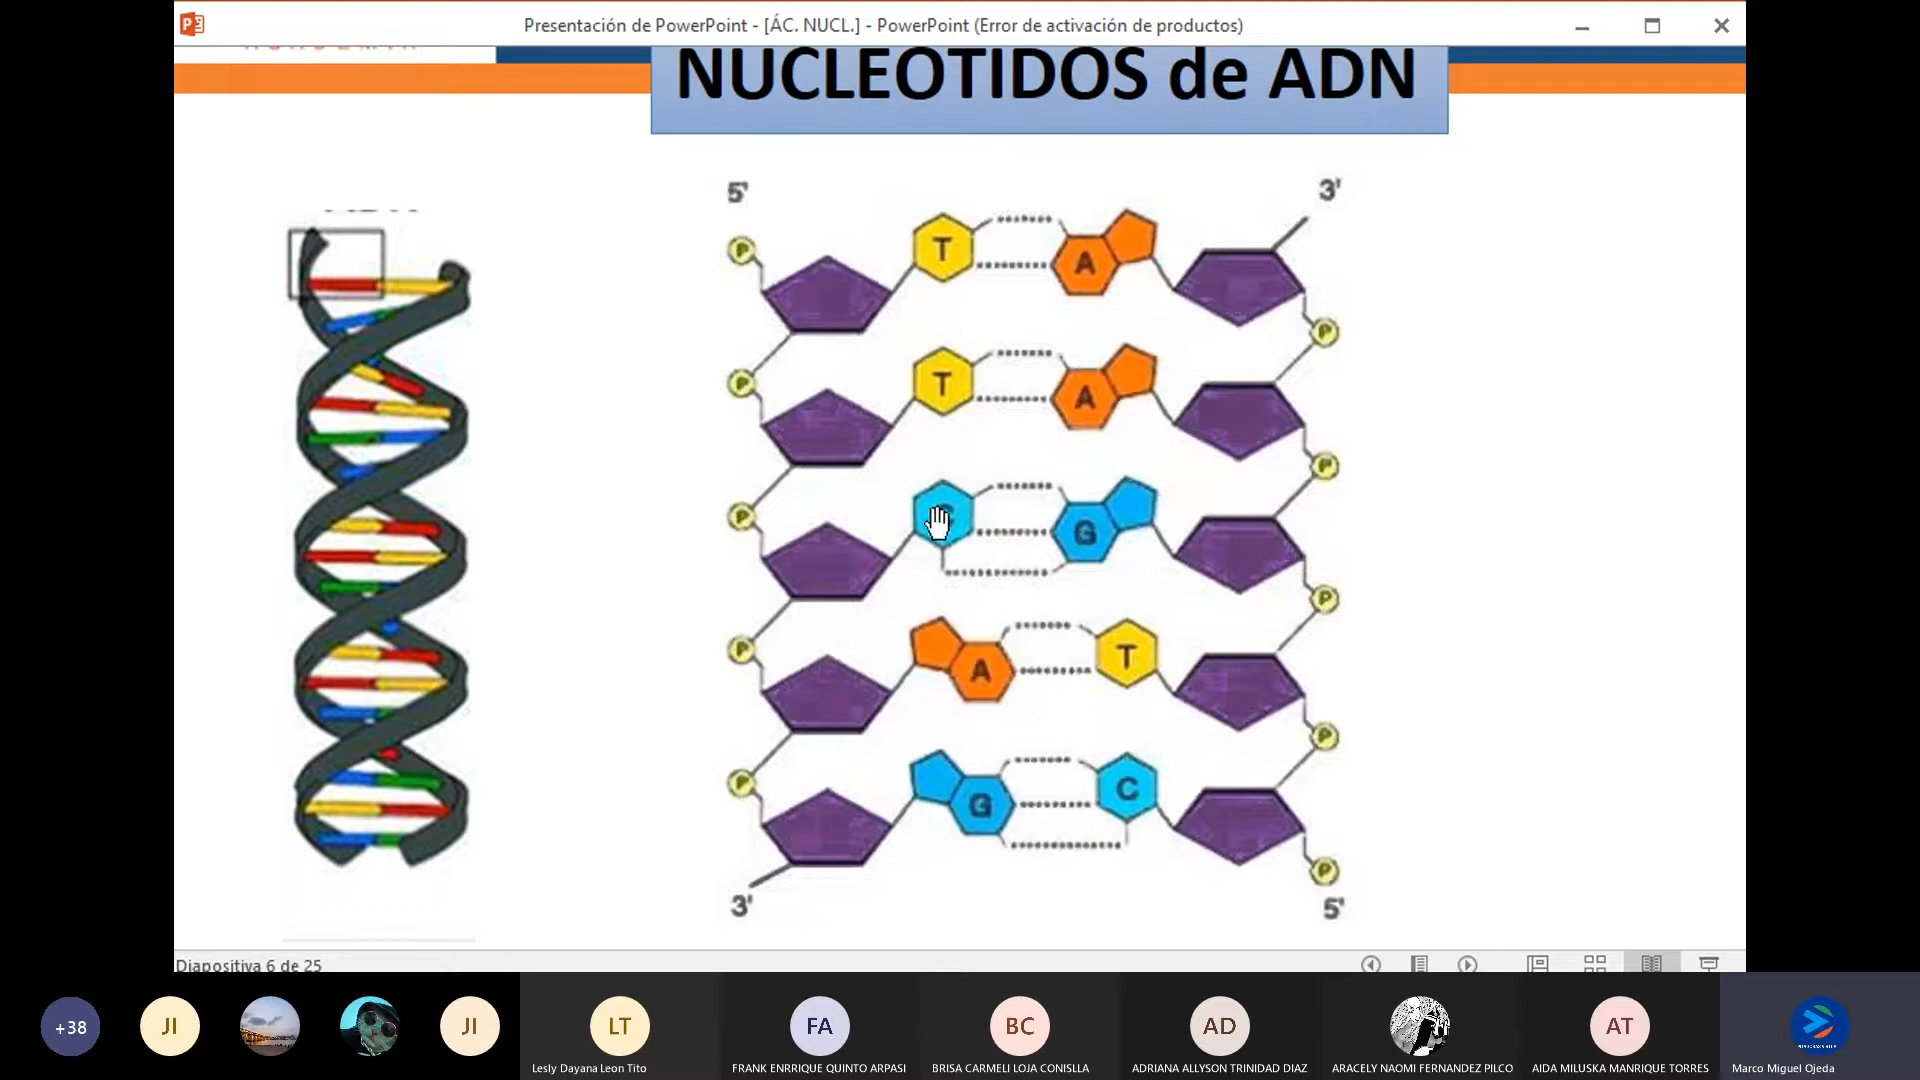 Presentación de PowerPoint - [ÁC. NUCL.] - PowerPoint (Error de activación de productos)
NUCLEOTIDOS de ADN
5' 3'
P T A
P
P T A
P
P G
P
P A T
P
P G C
P
3' 5'
Diapositiva 6 de 25
+38 JI JI LT FA BC AD AT
Lesly Dayana Leon Tito FRANK ENRRIQUE QUINTO ARPASI BRISA CARMELI LOJA CONISLLA ADRIANA ALLYSON TRINIDAD DIAZ ARACELY NAOMI FERNANDEZ PILCO AIDA MILUSKA MANRIQUE TORRES Marco Miguel Ojeda